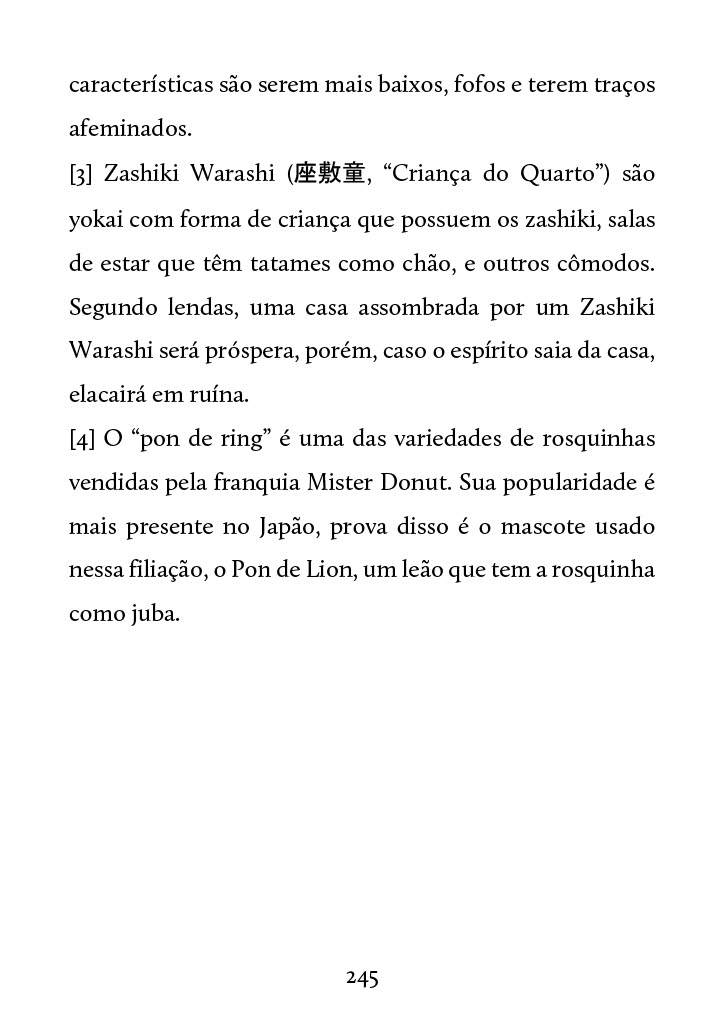 características são serem mais baixos, fofos e terem traços
afeminados.
[3] Zashiki Warashi (座敷童, “Criança do Quarto”) são
yokai com forma de criança que possuem os zashiki, salas
de estar que têm tatames como chão, e outros cômodos.
Segundo lendas, uma casa assombrada por um Zashiki
Warashi será próspera, porém, caso o espírito saia da casa,
elacairá em ruína.
[4] O “pon de ring” é uma das variedades de rosquinhas
vendidas pela franquia Mister Donut. Sua popularidade é
mais presente no Japão, prova disso é o mascote usado
nessa filiação, o Pon de Lion, um leão que tem a rosquinha
como juba.
245